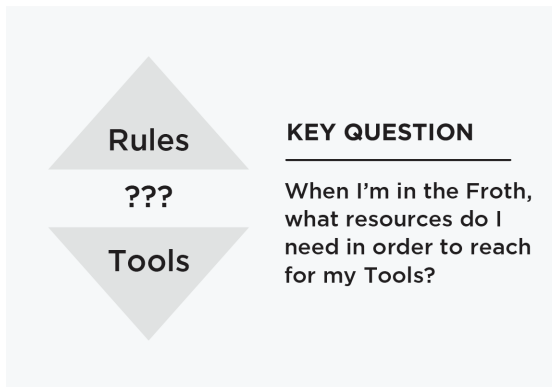 Rules
???
Tools
KEY QUESTION
When I'm in the Froth,
what resources do I
need in order to reach
for my Tools?